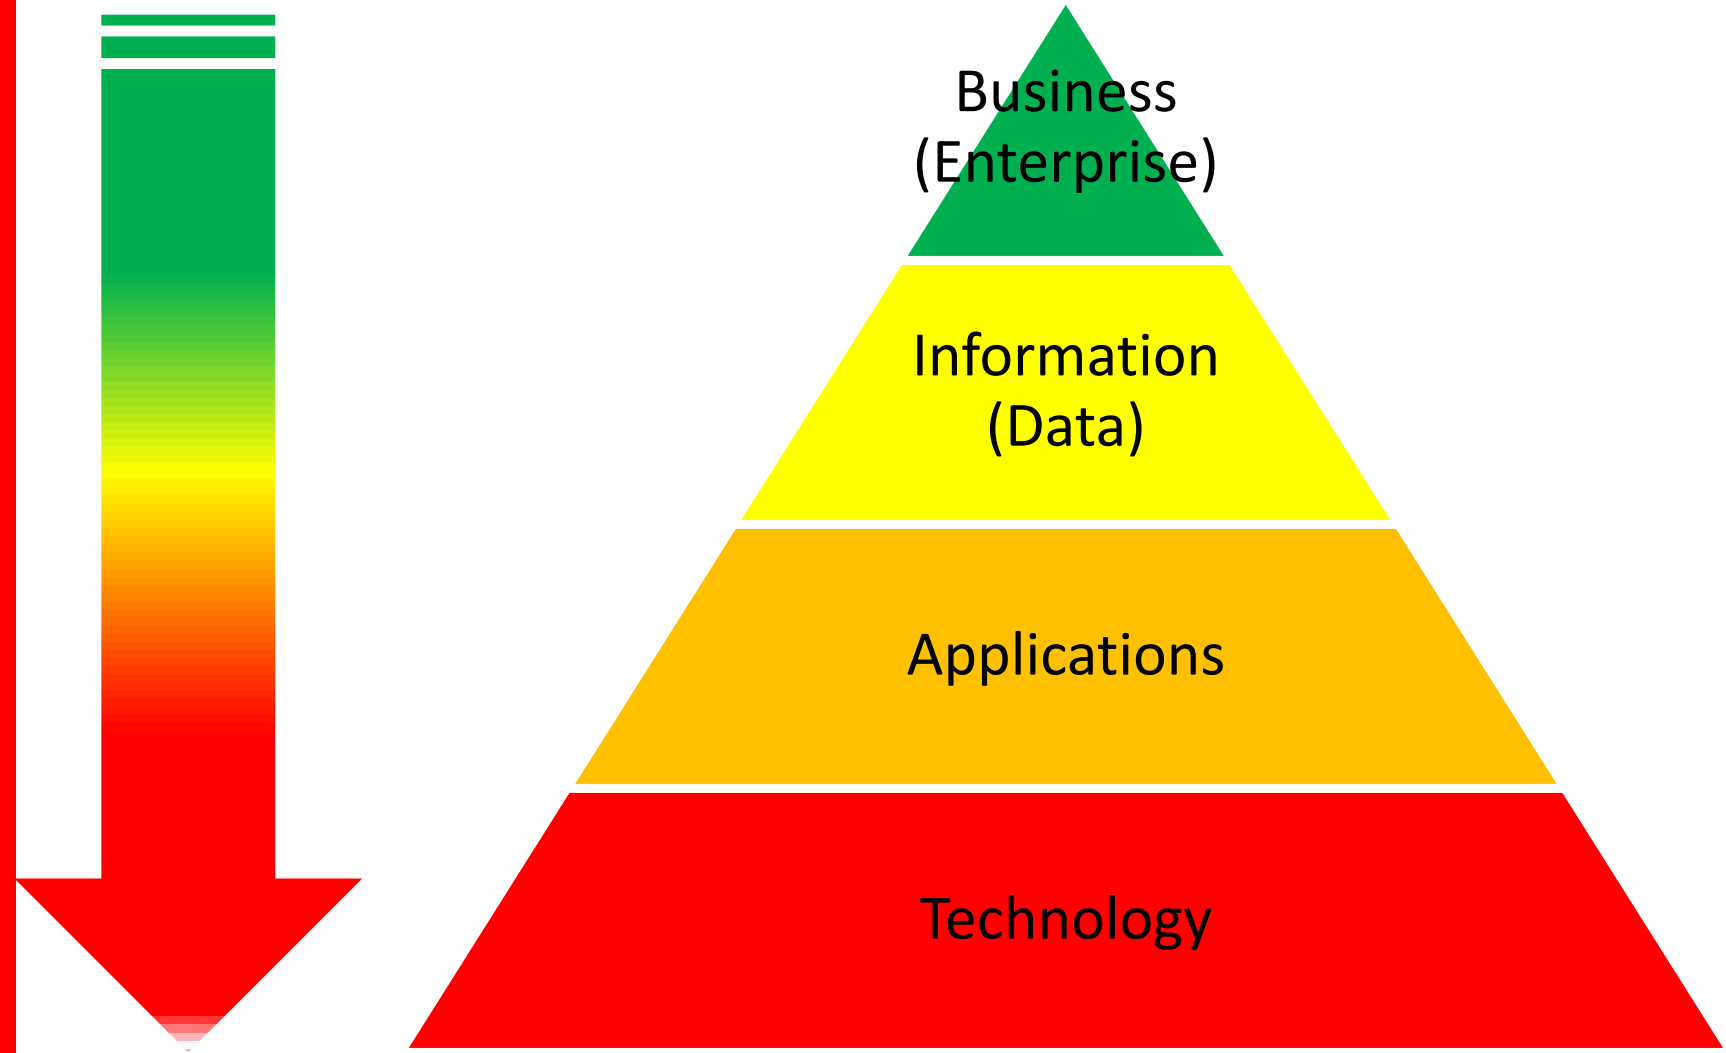 Business
(Enterprise)
Information
(Data)
Applications
Technology